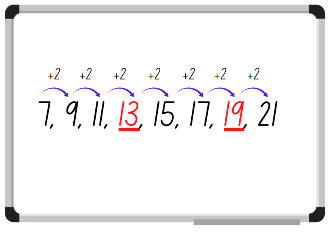 +2 +2 +2 +2 +2 +2 +2
7, 9, 11, 13, 15, 17, 19, 21